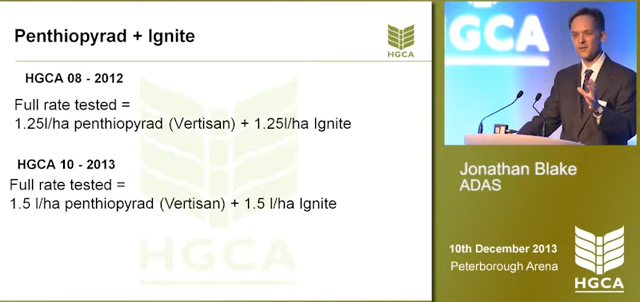 Penthiopyrad + Ignite
HGCA
HGCA 08 - 2012
Full rate tested =
1.25l/ha penthiopyrad (Vertisan) + 1.25l/ha Ignite
HGCA 10 - 2013
Full rate tested =
1.5 l/ha penthiopyrad (Vertisan) + 1.5 l/ha Ignite
HGCA
HGCA
Jonathan Blake
ADAS
10th December 2013
Peterborough Arena
HGCA